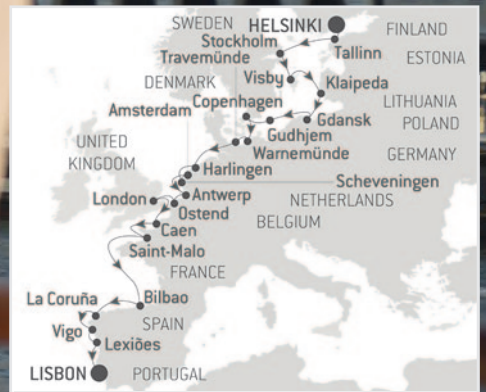 SWEDEN HELSINKI
FINLAND
Stockholm
Travemünde
Tallinn
ESTONIA
Visby
Klaipeda
DENMARK
Copenhagen
LITHUANIA
Amsterdam
Gdansk
POLAND
Gudhjem
Warnemünde
UNITED
KINGDOM
GERMANY
Harlingen
Scheveningen
London
Antwerp
NETHERLANDS
Ostend
BELGIUM
Caen
Saint-Malo
FRANCE
La Coruña
Bilbao
SPAIN
Vigo
Lexiões
LISBON
PORTUGAL